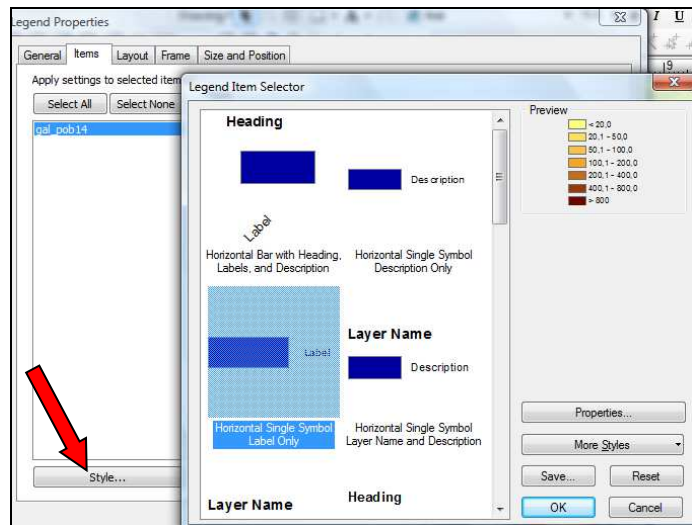 Legend Properties
I U
General Items Layout Frame Size and Position
Apply settings to selected item
Select All Select None
gal_pob14
Style...
Legend Item Selector
19
Heading
Description
Label
Horizontal Bar with Heading,
Labels, and Description
Horizontal Single Symbol
Description Only
Label
Horizontal Single Symbol
Label Only
Layer Name
Description
Horizontal Single Symbol
Layer Name and Description
Layer Name
Heading
Preview
< 20,0
20,1 - 50,0
50,1 - 100,0
100,1 - 200,0
200,1 - 400,0
400,1 - 800,0
> 800
Properties...
More Styles
Save... Reset
OK Cancel